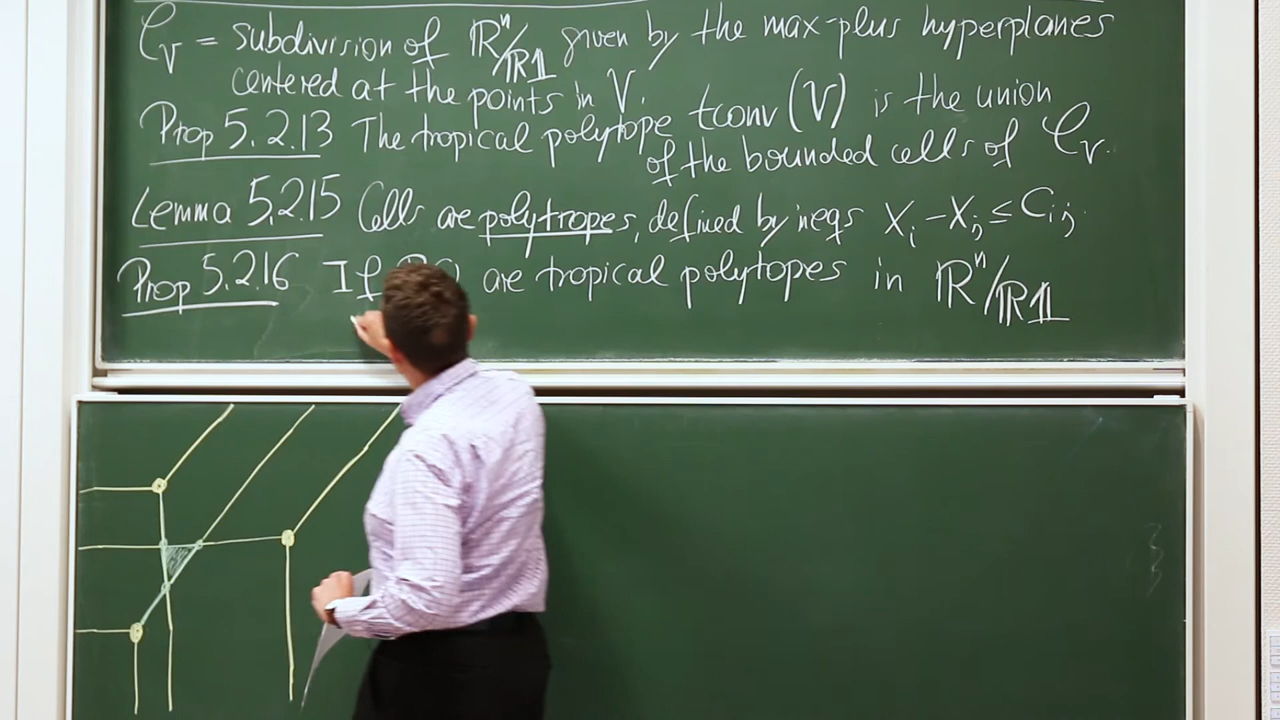 𝒞_V = subdivision of ℝⁿ/ℝ𝟙 given by the max-plus hyperplanes
centered at the points in V.
Prop 5.2.13 The tropical polytope tconv(V) is the union
of the bounded cells of 𝒞_V.
Lemma 5.2.15 Cells are polytropes, defined by ineqs X_i - X_j ≤ C_ij.
Prop 5.2.16 If are tropical polytopes in ℝⁿ/ℝ𝟙